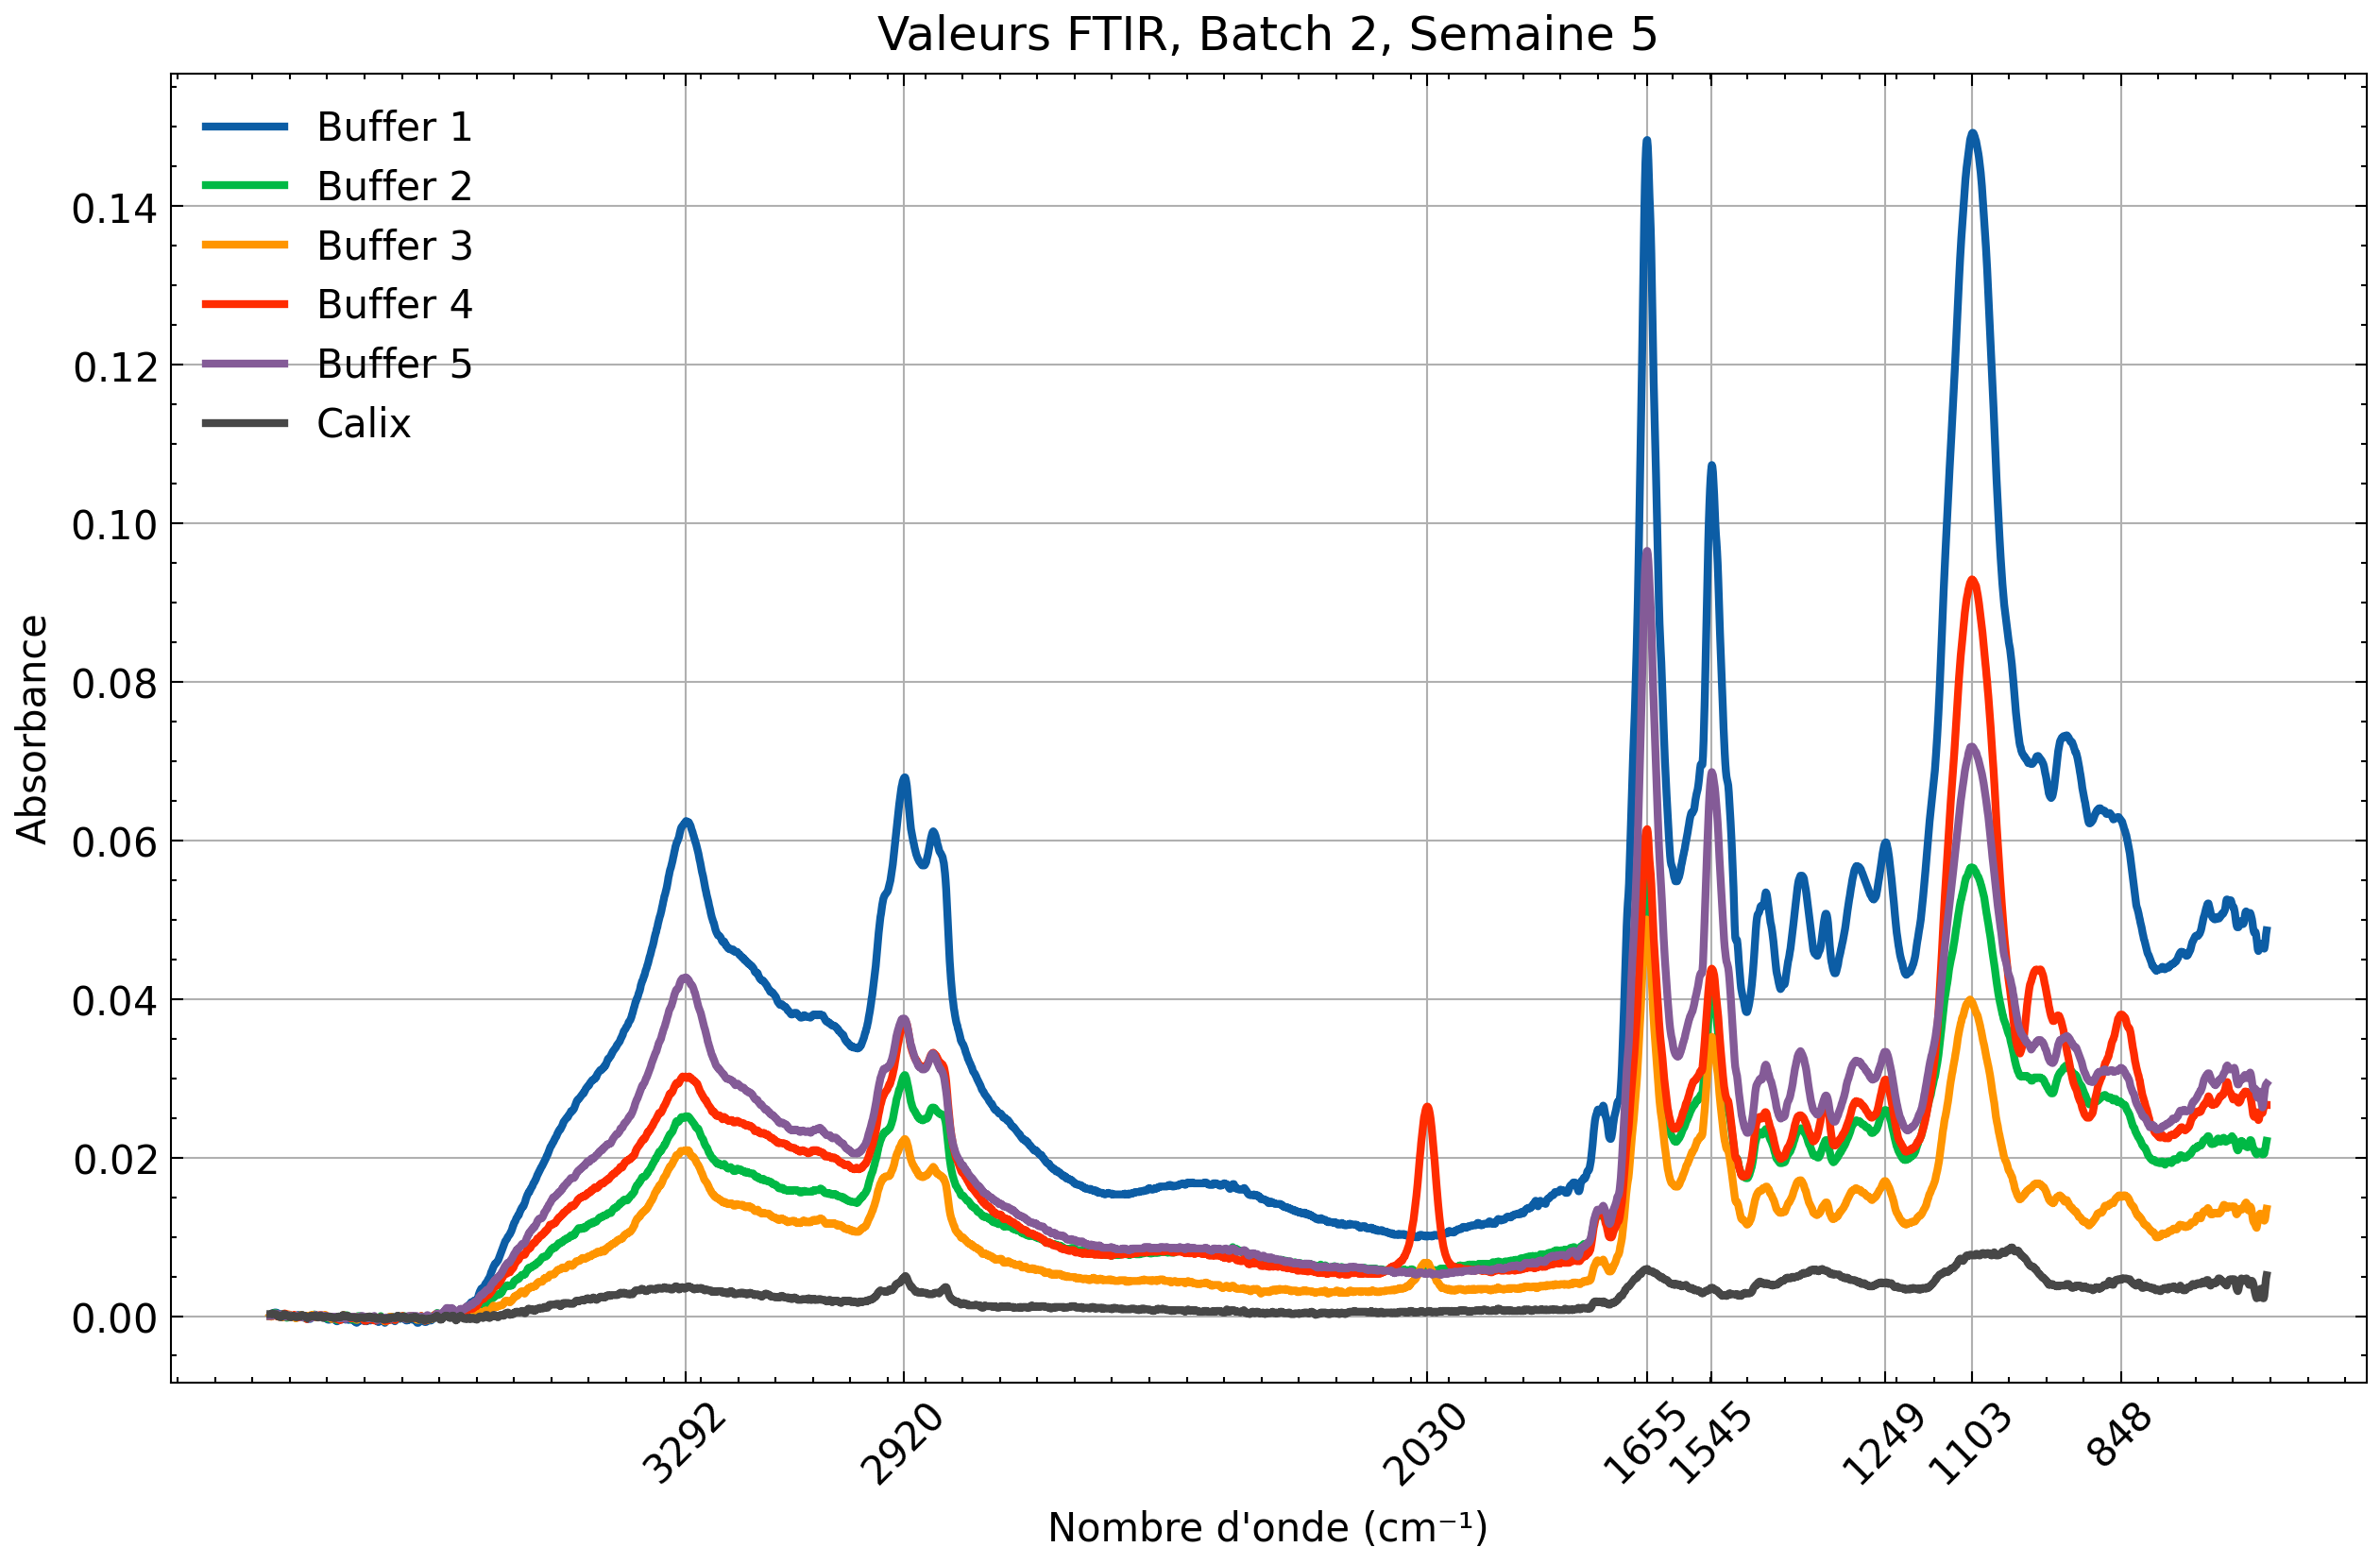 Valeurs FTIR, Batch 2, Semaine 5
Buffer 1
Buffer 2
Buffer 3
Buffer 4
Buffer 5
Calix
Absorbance
0.14
0.12
0.10
0.08
0.06
0.04
0.02
0.00
3292
2920
2030
1655
1545
1249
1103
848
Nombre d'onde (cm⁻¹)